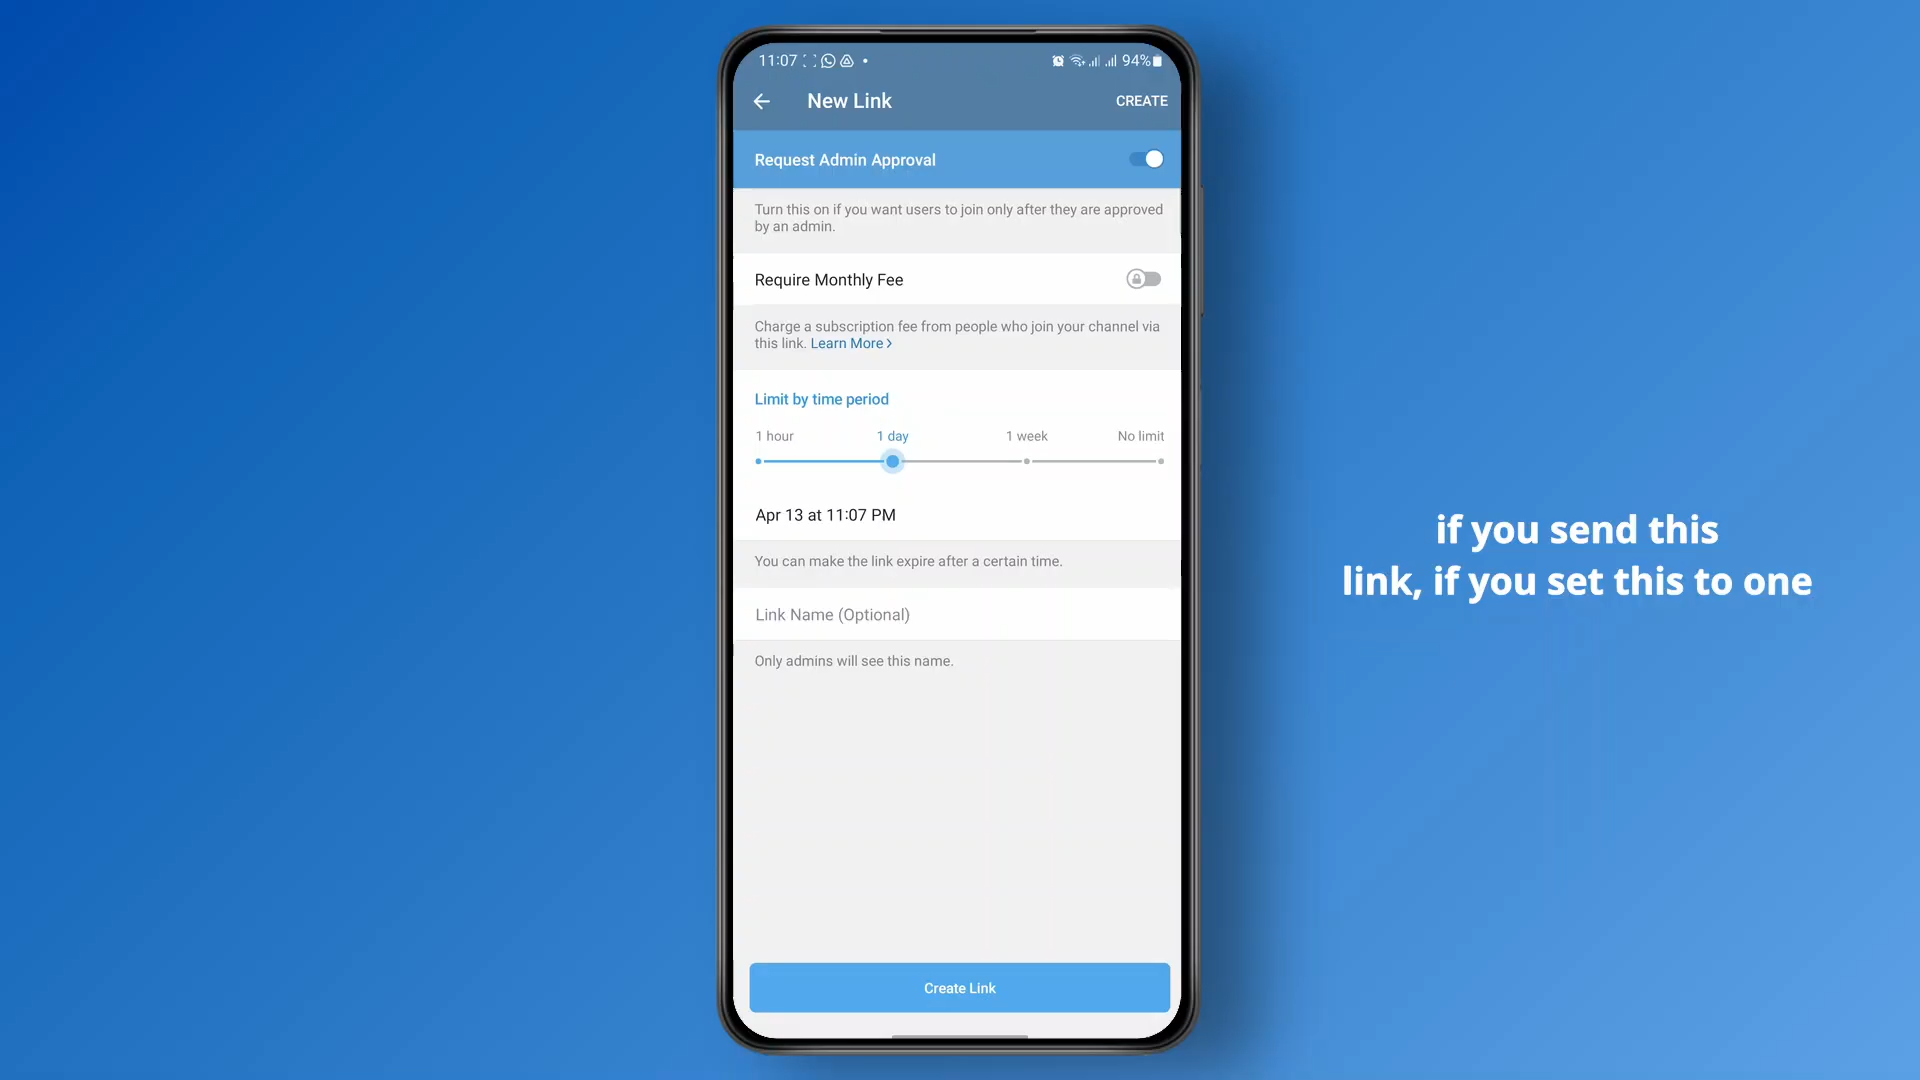 11:07 94%
New Link CREATE
Request Admin Approval
Turn this on if you want users to join only after they are approved
by an admin.
Require Monthly Fee
Charge a subscription fee from people who join your channel via
this link. Learn More >
Limit by time period
1 hour 1 day 1 week No limit
Apr 13 at 11:07 PM
You can make the link expire after a certain time.
Link Name (Optional)
Only admins will see this name.
Create Link
if you send this
link, if you set this to one